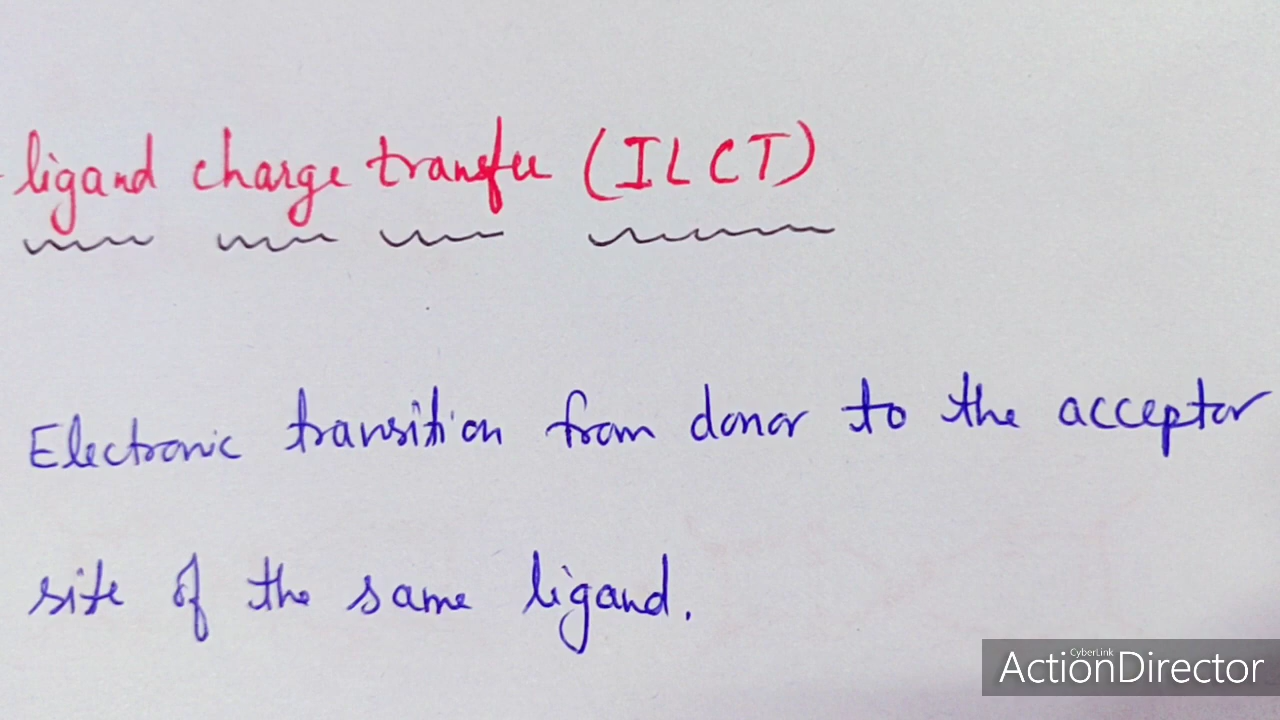 ligand charge transfer (ILCT)
Electronic transition from donor to the acceptor
site of the same ligand.
CyberLink
ActionDirector